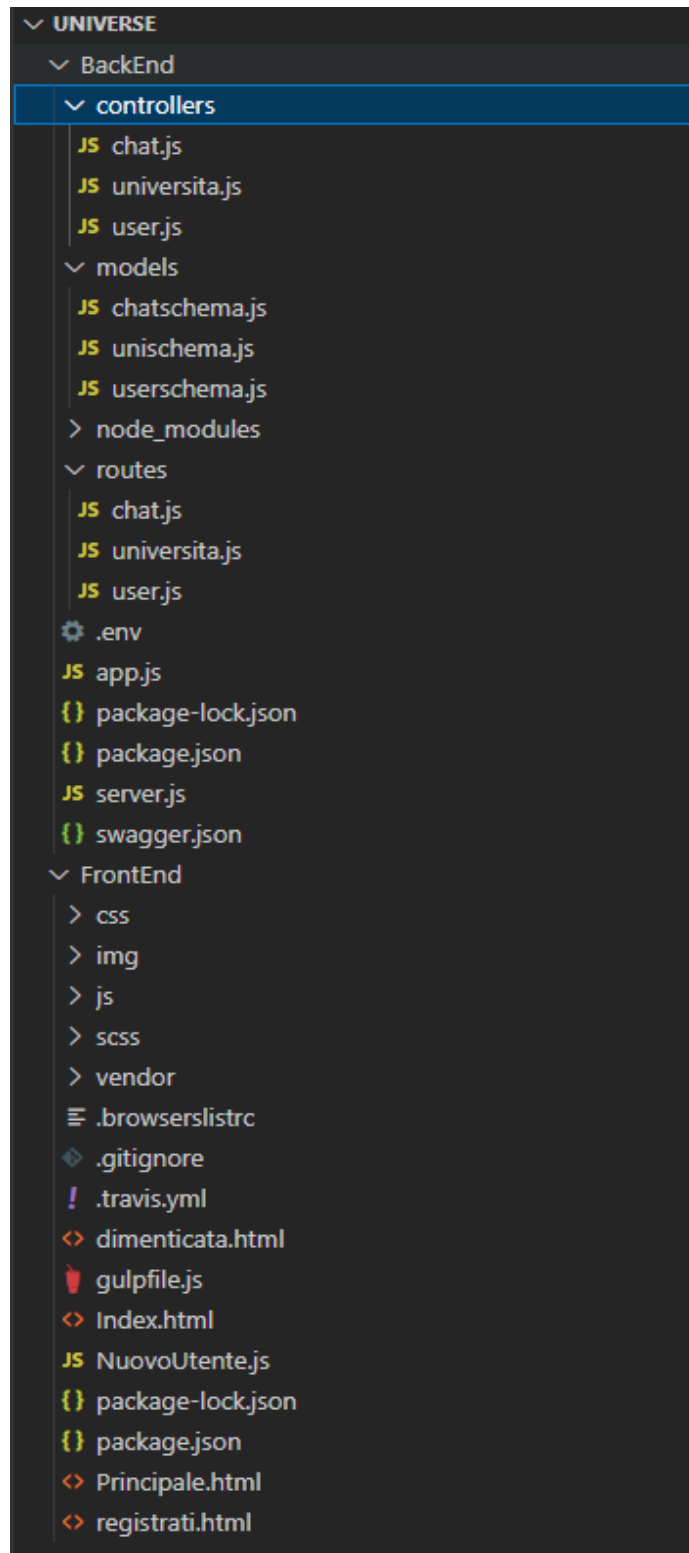 UNIVERSE
BackEnd
controllers
JS chat.js
JS universita.js
JS user.js
models
JS chatschema.js
JS unischema.js
JS userschema.js
node_modules
routes
JS chat.js
JS universita.js
JS user.js
.env
JS app.js
{} package-lock.json
{} package.json
JS server.js
{} swagger.json
FrontEnd
css
img
js
scss
vendor
.browserslistrc
.gitignore
! .travis.yml
<> dimenticata.html
gulpfile.js
<> Index.html
JS NuovoUtente.js
{} package-lock.json
{} package.json
<> Principale.html
<> registrati.html